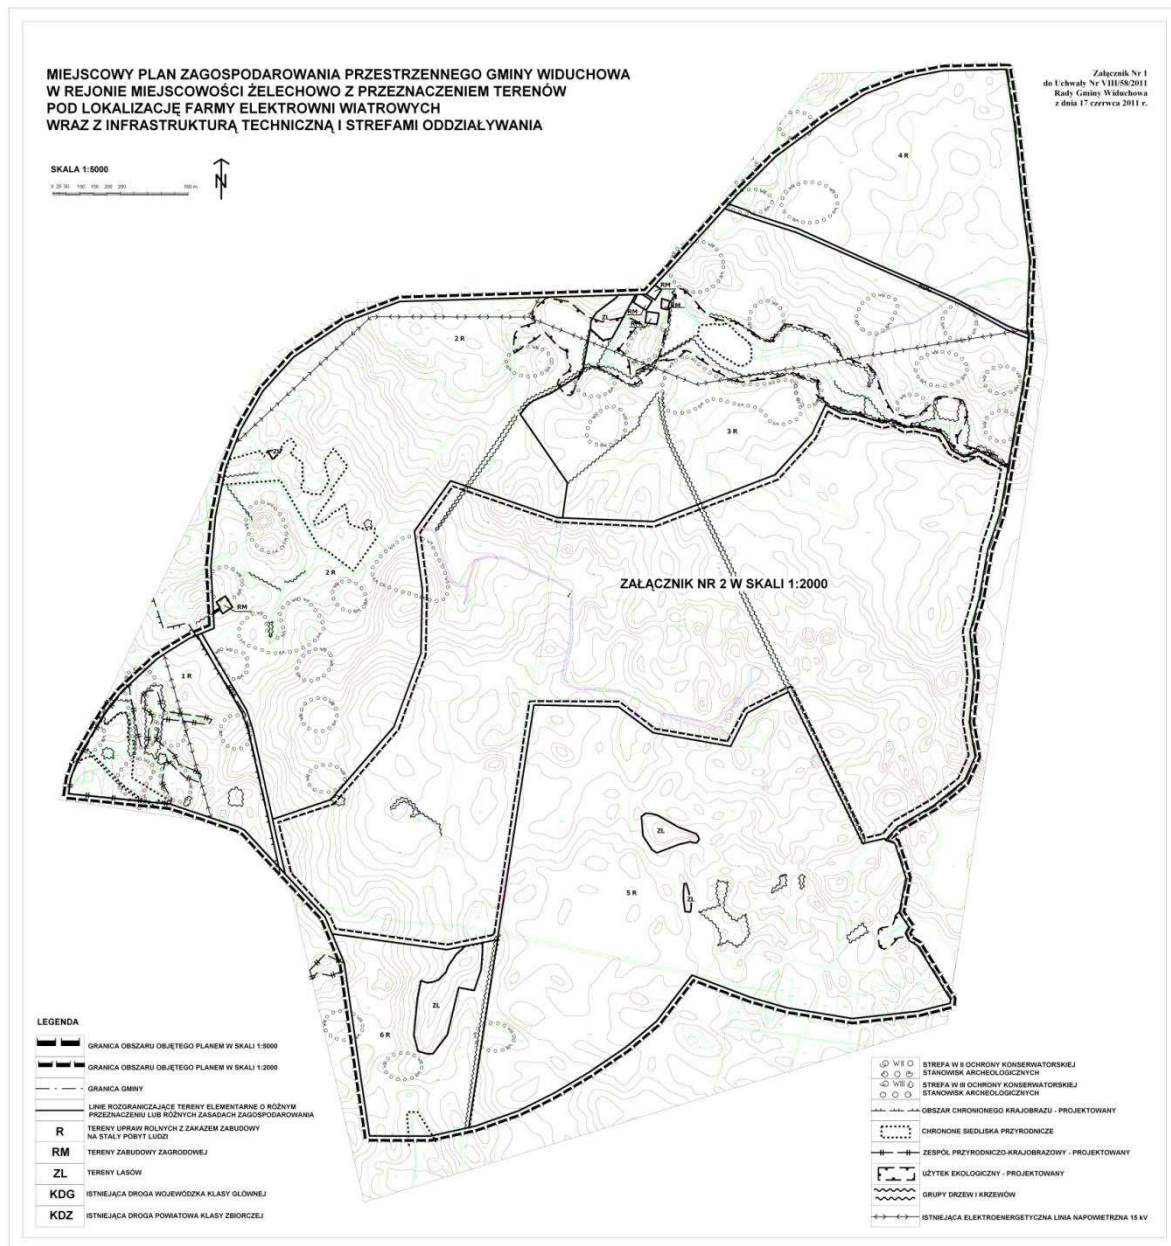 MIEJSCOWY PLAN ZAGOSPODAROWANIA PRZESTRZENNEGO GMINY WIDUCHOWA
W REJONIE MIEJSCOWOŚCI ŻELECHOWO Z PRZEZNACZENIEM TERENÓW
POD LOKALIZACJĘ FARMY ELEKTROWNI WIATROWYCH
WRAZ Z INFRASTRUKTURĄ TECHNICZNĄ I STREFAMI ODDZIAŁYWANIA
Załącznik Nr 1
do Uchwały Nr VIII/58/2011
Rady Gminy Widuchowa
z dnia 17 czerwca 2011 r.
SKALA 1:5000
N
4 R
RM
RM
ZL
RM
2 R
3 R
2 R
ZAŁĄCZNIK NR 2 W SKALI 1:2000
RM
1 R
ZL
5 R
ZL
ZL
6 R
LEGENDA
GRANICA OBSZARU OBJĘTEGO PLANEM W SKALI 1:5000
GRANICA OBSZARU OBJĘTEGO PLANEM W SKALI 1:2000
GRANICA GMINY
LINIE ROZGRANICZAJĄCE TERENY ELEMENTARNE O RÓŻNYM
PRZEZNACZENIU LUB RÓŻNYCH ZASADACH ZAGOSPODAROWANIA
R TERENY UPRAW ROLNYCH Z ZAKAZEM ZABUDOWY
NA STAŁY POBYT LUDZI
RM TERENY ZABUDOWY ZAGRODOWEJ
ZL TERENY LASÓW
KDG ISTNIEJĄCA DROGA WOJEWÓDZKA KLASY GŁÓWNEJ
KDZ ISTNIEJĄCA DROGA POWIATOWA KLASY ZBIORCZEJ
W II STREFA W II OCHRONY KONSERWATORSKIEJ
STANOWISK ARCHEOLOGICZNYCH
W III STREFA W III OCHRONY KONSERWATORSKIEJ
STANOWISK ARCHEOLOGICZNYCH
OBSZAR CHRONIONEGO KRAJOBRAZU - PROJEKTOWANY
CHRONONE SIEDLISKA PRZYRODNICZE
ZESPÓŁ PRZYRODNICZO-KRAJOBRAZOWY - PROJEKTOWANY
UŻYTEK EKOLOGICZNY - PROJEKTOWANY
GRUPY DRZEW I KRZEWÓW
ISTNIEJĄCA ELEKTROENERGETYCZNA LINIA NAPOWIETRZNA 15 kV